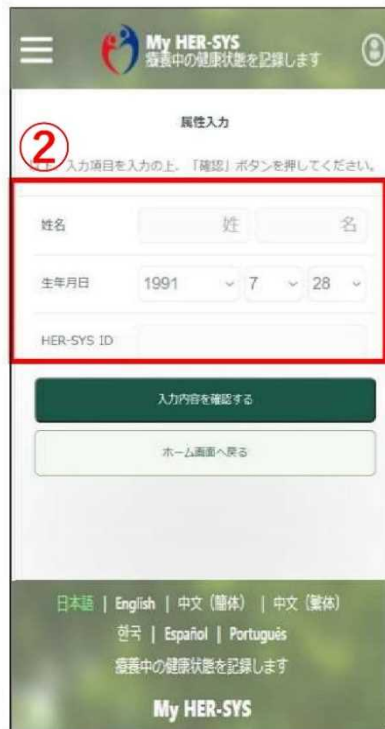 My HER-SYS
療養中の健康状態を記録します
属性入力
②
入力項目を入力の上、「確認」ボタンを押してください。
姓名 姓 名
生年月日 1991 7 28
HER-SYS ID
入力内容を確認する
ホーム画面へ戻る
日本語 | English | 中文（簡体） | 中文（繁体）
한국 | Español | Português
療養中の健康状態を記録します
My HER-SYS